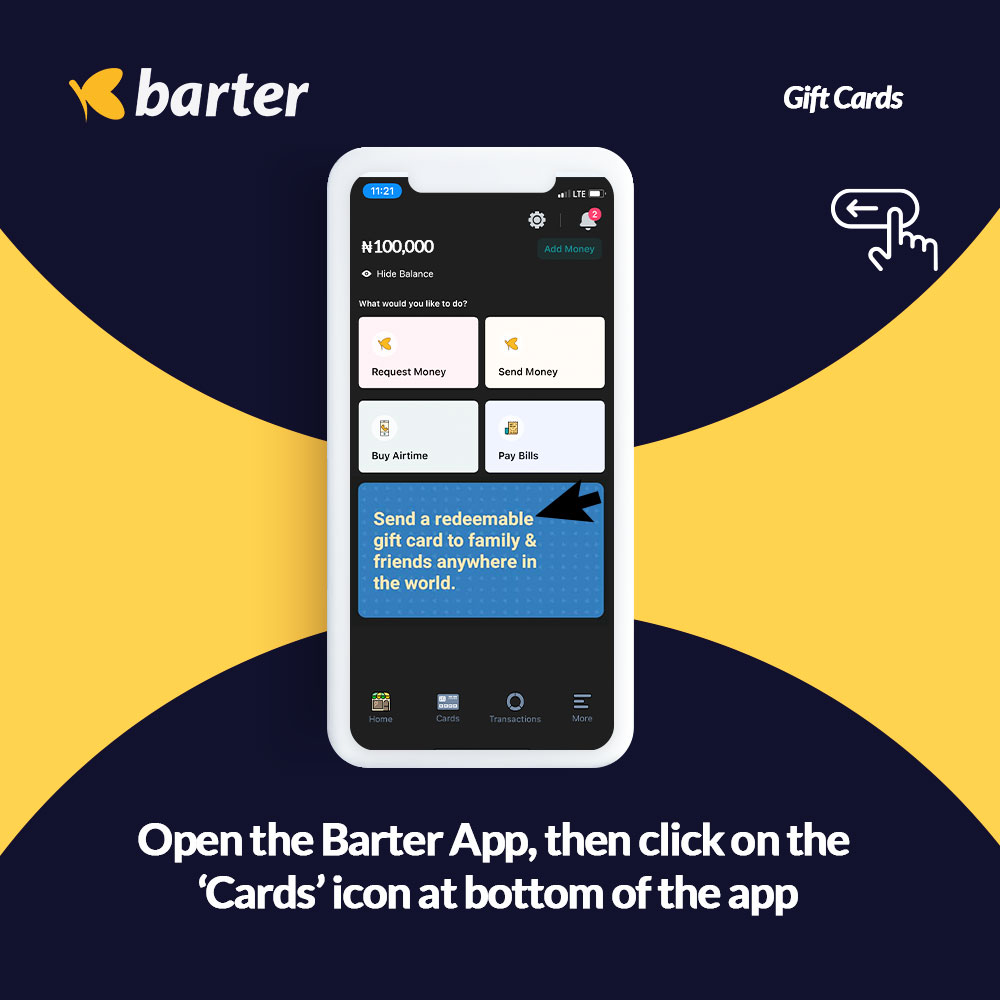 barter
Gift Cards
11:21
LTE
2
₦100,000
Add Money
Hide Balance
What would you like to do?
Request Money
Send Money
Buy Airtime
Pay Bills
Send a redeemable
gift card to family &
friends anywhere in
the world.
Home
Cards
Transactions
More
Open the Barter App, then click on the
‘Cards’ icon at bottom of the app